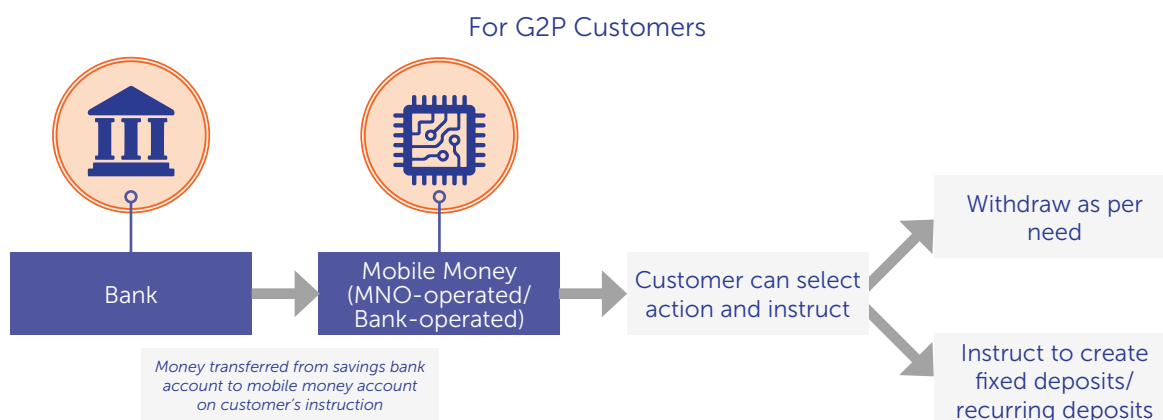 For G2P Customers
Bank
Mobile Money
(MNO-operated/
Bank-operated)
Money transferred from savings bank
account to mobile money account
on customer's instruction
Customer can select
action and instruct
Withdraw as per
need
Instruct to create
fixed deposits/
recurring deposits